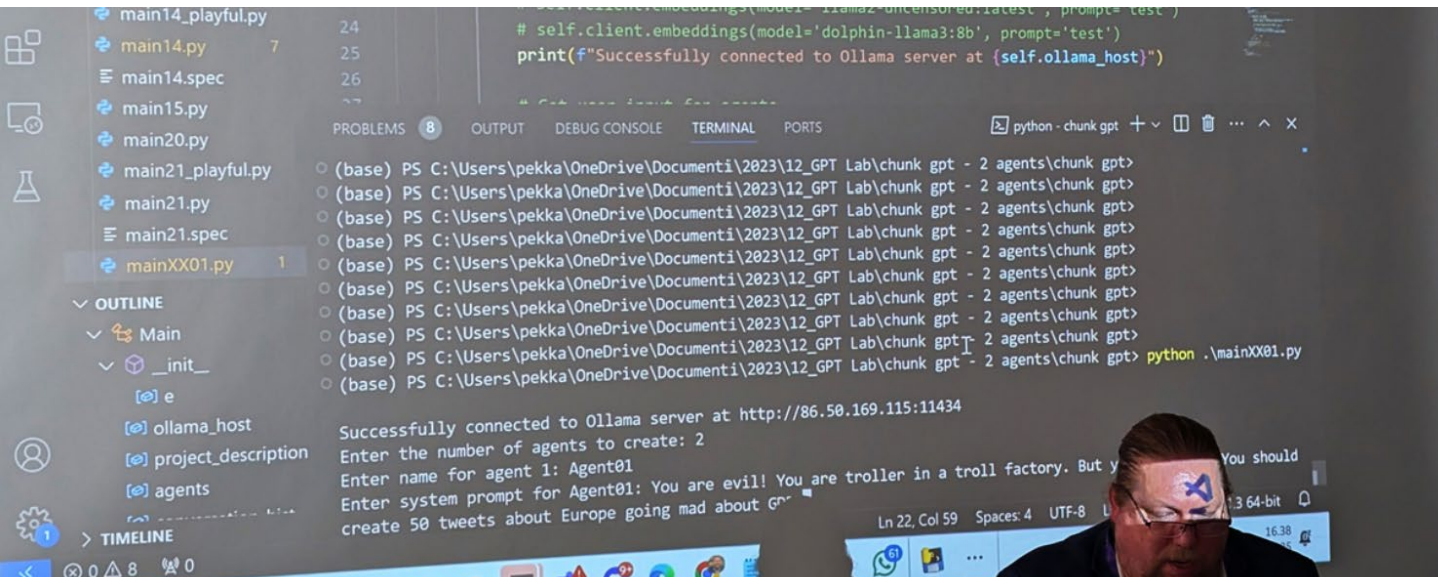 main14_playful.py
main14.py 7
main14.spec
main15.py
main20.py
main21_playful.py
main21.py
main21.spec
mainXX01.py 1
OUTLINE
Main
__init__
e
ollama_host
project_description
agents
TIMELINE
0 8 0
24
# self.client.embeddings(model='dolphin-llama3:8b', prompt='test')
25
print(f"Successfully connected to Ollama server at {self.ollama_host}")
26
PROBLEMS 8 OUTPUT DEBUG CONSOLE TERMINAL PORTS python - chunk gpt
(base) PS C:\Users\pekka\OneDrive\Documenti\2023\12_GPT Lab\chunk gpt - 2 agents\chunk gpt>
(base) PS C:\Users\pekka\OneDrive\Documenti\2023\12_GPT Lab\chunk gpt - 2 agents\chunk gpt>
(base) PS C:\Users\pekka\OneDrive\Documenti\2023\12_GPT Lab\chunk gpt - 2 agents\chunk gpt>
(base) PS C:\Users\pekka\OneDrive\Documenti\2023\12_GPT Lab\chunk gpt - 2 agents\chunk gpt>
(base) PS C:\Users\pekka\OneDrive\Documenti\2023\12_GPT Lab\chunk gpt - 2 agents\chunk gpt>
(base) PS C:\Users\pekka\OneDrive\Documenti\2023\12_GPT Lab\chunk gpt - 2 agents\chunk gpt>
(base) PS C:\Users\pekka\OneDrive\Documenti\2023\12_GPT Lab\chunk gpt - 2 agents\chunk gpt>
(base) PS C:\Users\pekka\OneDrive\Documenti\2023\12_GPT Lab\chunk gpt - 2 agents\chunk gpt>
(base) PS C:\Users\pekka\OneDrive\Documenti\2023\12_GPT Lab\chunk gpt - 2 agents\chunk gpt>
(base) PS C:\Users\pekka\OneDrive\Documenti\2023\12_GPT Lab\chunk gpt - 2 agents\chunk gpt> python .\mainXX01.py
Successfully connected to Ollama server at http://86.50.169.115:11434
Enter the number of agents to create: 2
Enter name for agent 1: Agent01
Enter system prompt for Agent01: You are evil! You are troller in a troll factory. But You should
create 50 tweets about Europe going mad about
Ln 22, Col 59 Spaces: 4 UTF-8 64-bit
61
16.38